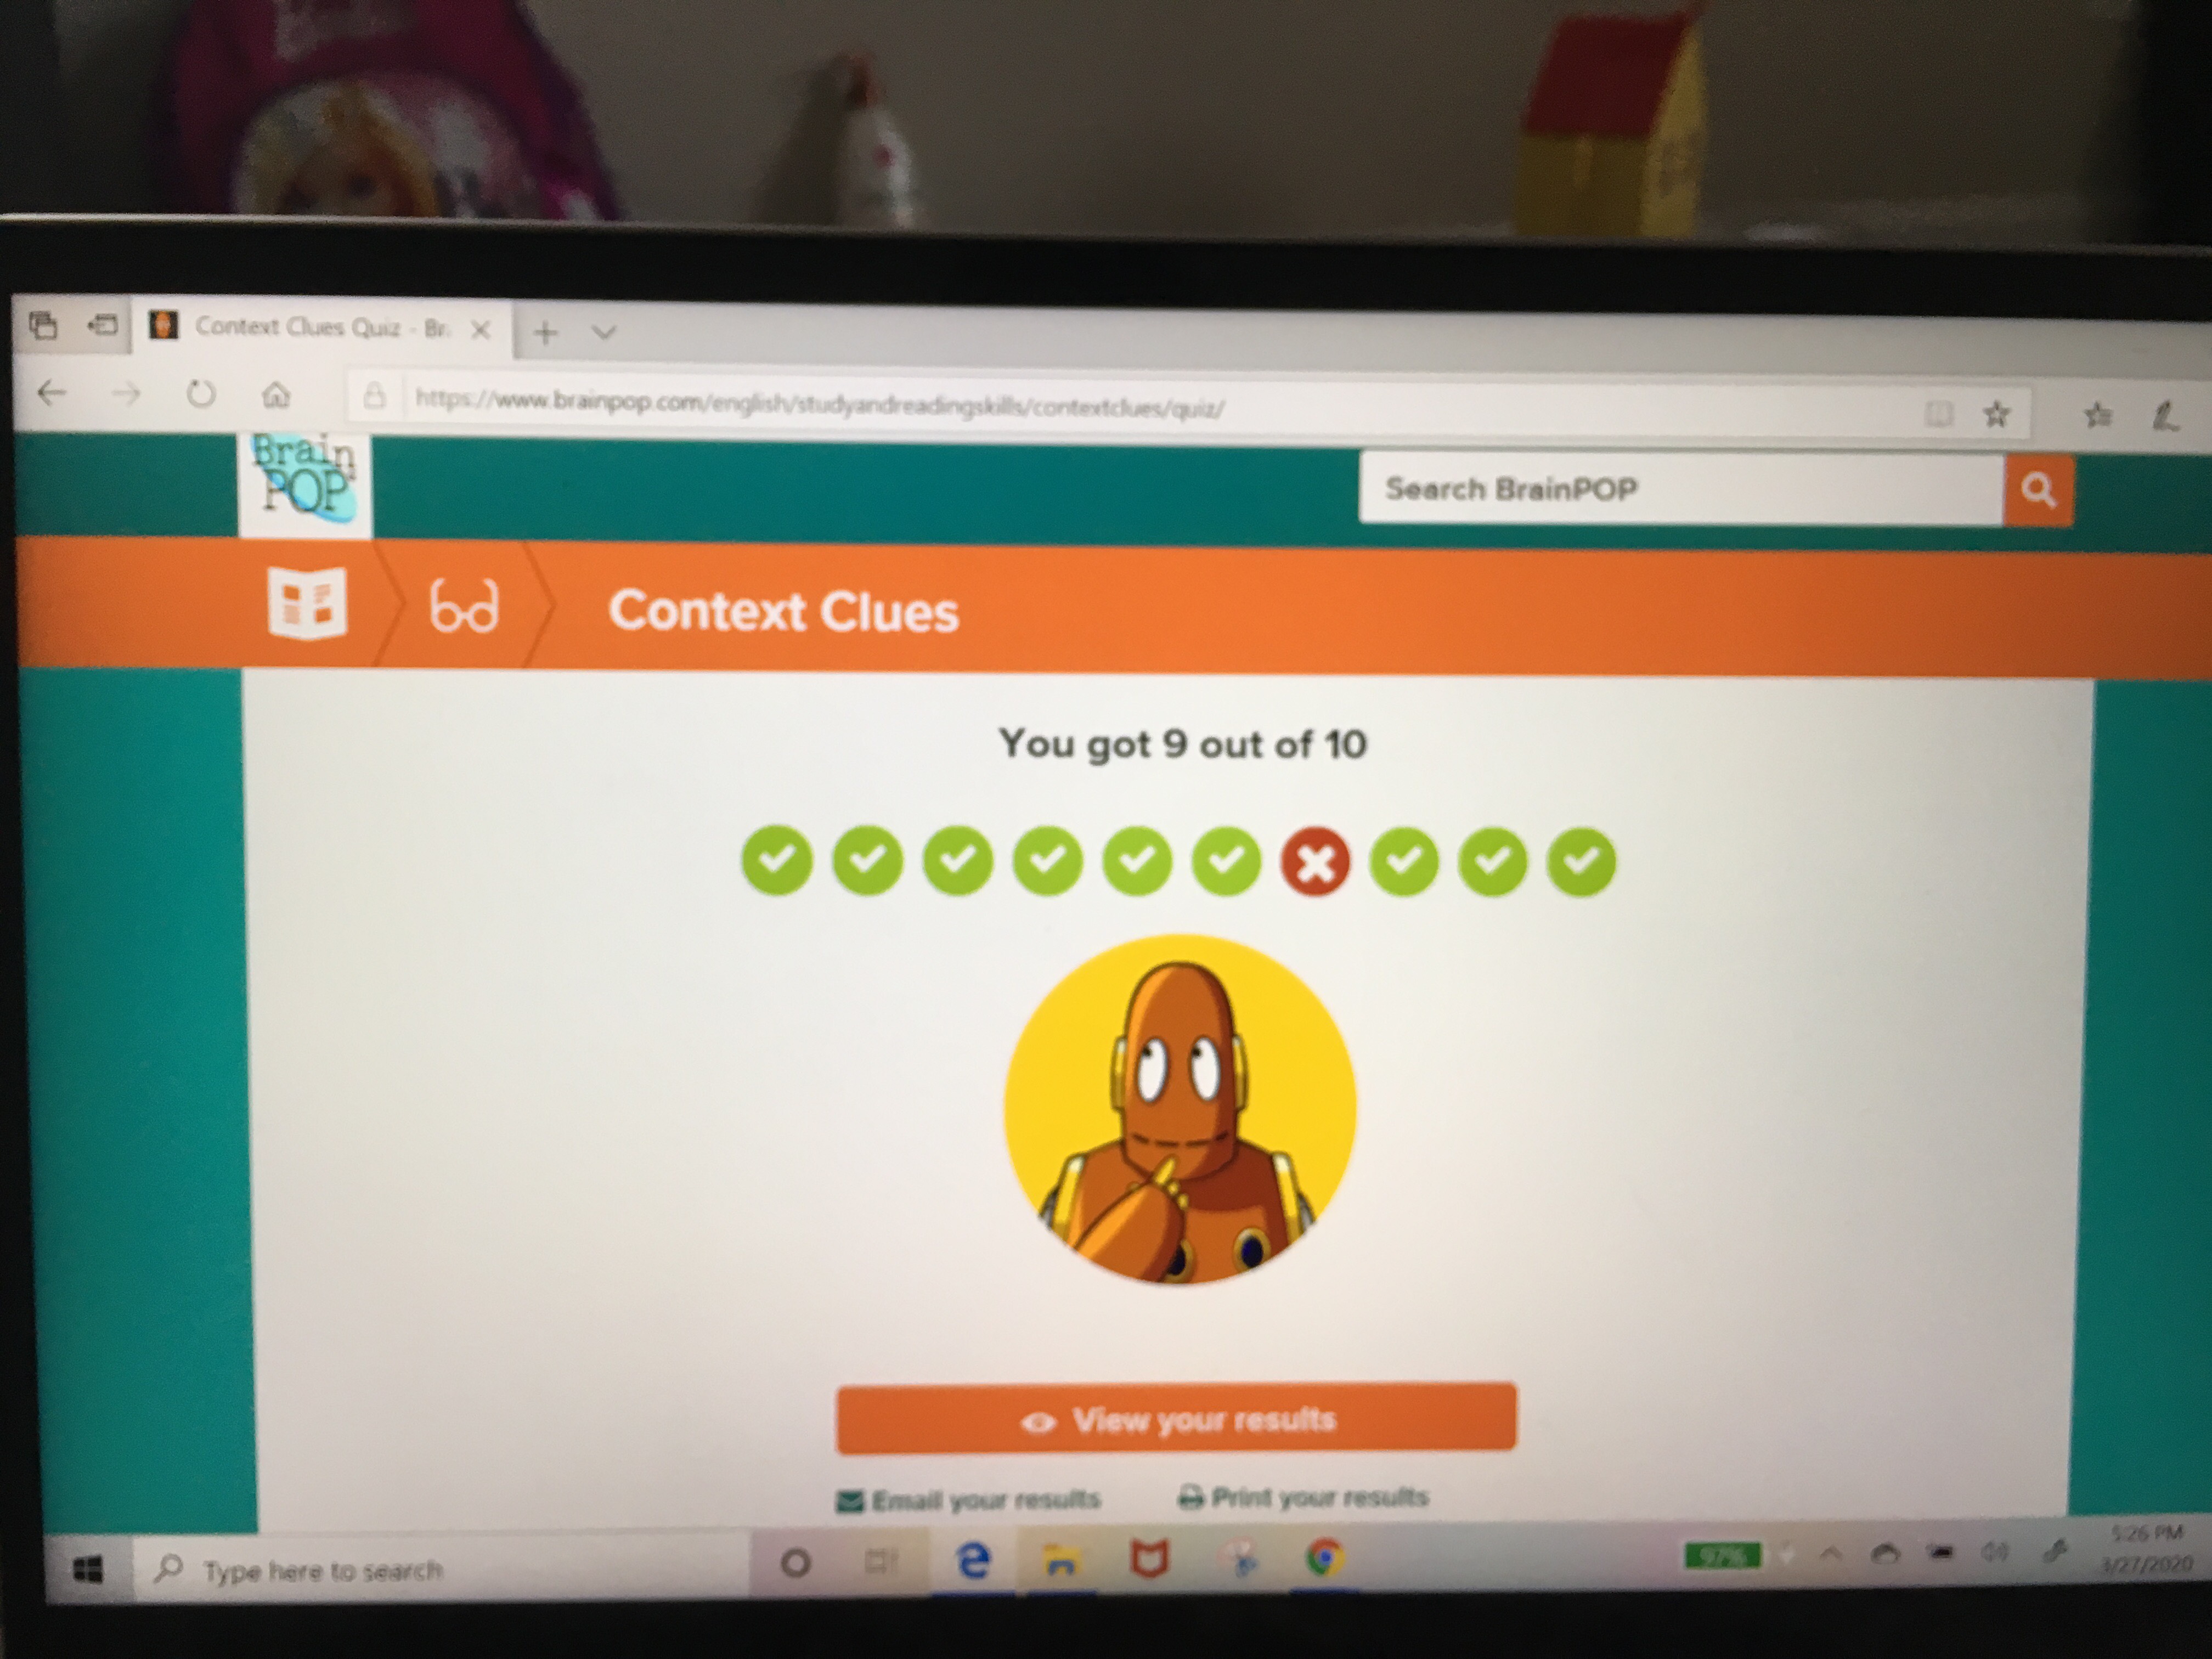 Context Clues Quiz - Br
https://www.brainpop.com/english/studyandreadingskills/contextclues/quiz/
Brain
POP
Search BrainPOP
Context Clues
You got 9 out of 10
View your results
Email your results
Print your results
Type here to search
97%
5:26 PM
3/27/2020